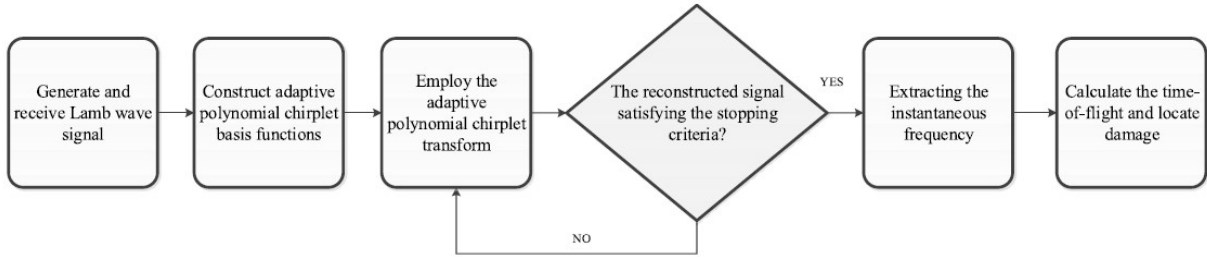 Generate and
receive Lamb wave
signal
Construct adaptive
polynomial chirplet
basis functions
Employ the
adaptive
polynomial chirplet
transform
The reconstructed signal
satisfying the stopping
criteria?
YES
NO
Extracting the
instantaneous
frequency
Calculate the time-
of-flight and locate
damage